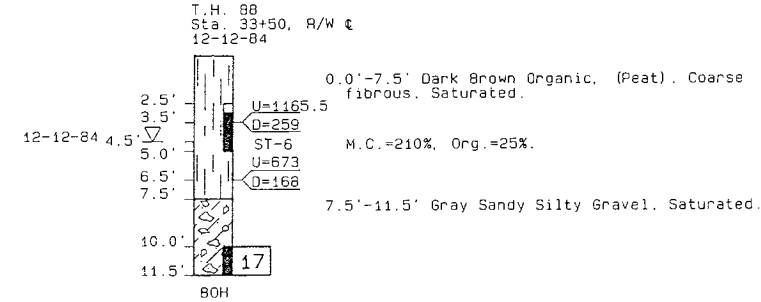 T.H. 88
Sta. 33+50, R/W ℄
12-12-84
0.0'-7.5' Dark Brown Organic, (Peat). Coarse
fibrous. Saturated.
2.5'
U=1165.5
3.5'
D=259
12-12-84 4.5'
ST-6
M.C.=210%, Org.=25%.
5.0'
U=673
6.5'
D=168
7.5'
7.5'-11.5' Gray Sandy Silty Gravel. Saturated.
10.0'
17
11.5'
BOH